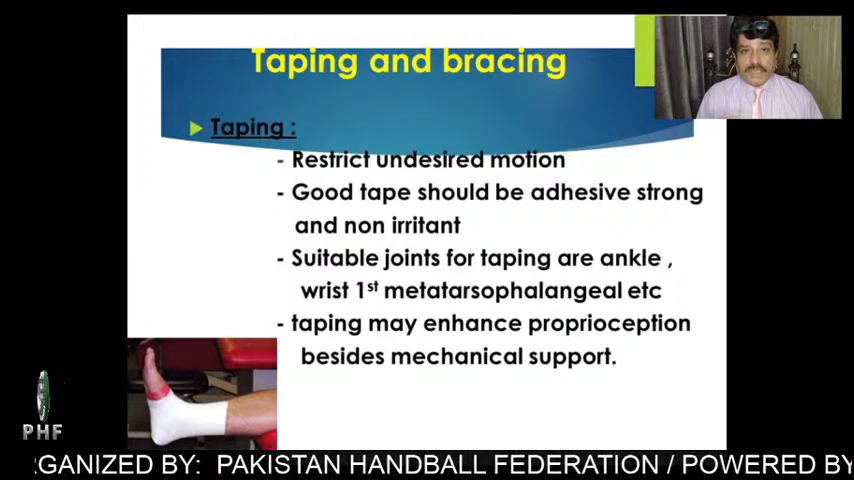 Taping and bracing
Taping :
- Restrict undesired motion
- Good tape should be adhesive strong
and non irritant
- Suitable joints for taping are ankle ,
wrist 1st metatarsophalangeal etc
- taping may enhance proprioception
besides mechanical support.
PHF
RGANIZED BY: PAKISTAN HANDBALL FEDERATION / POWERED BY